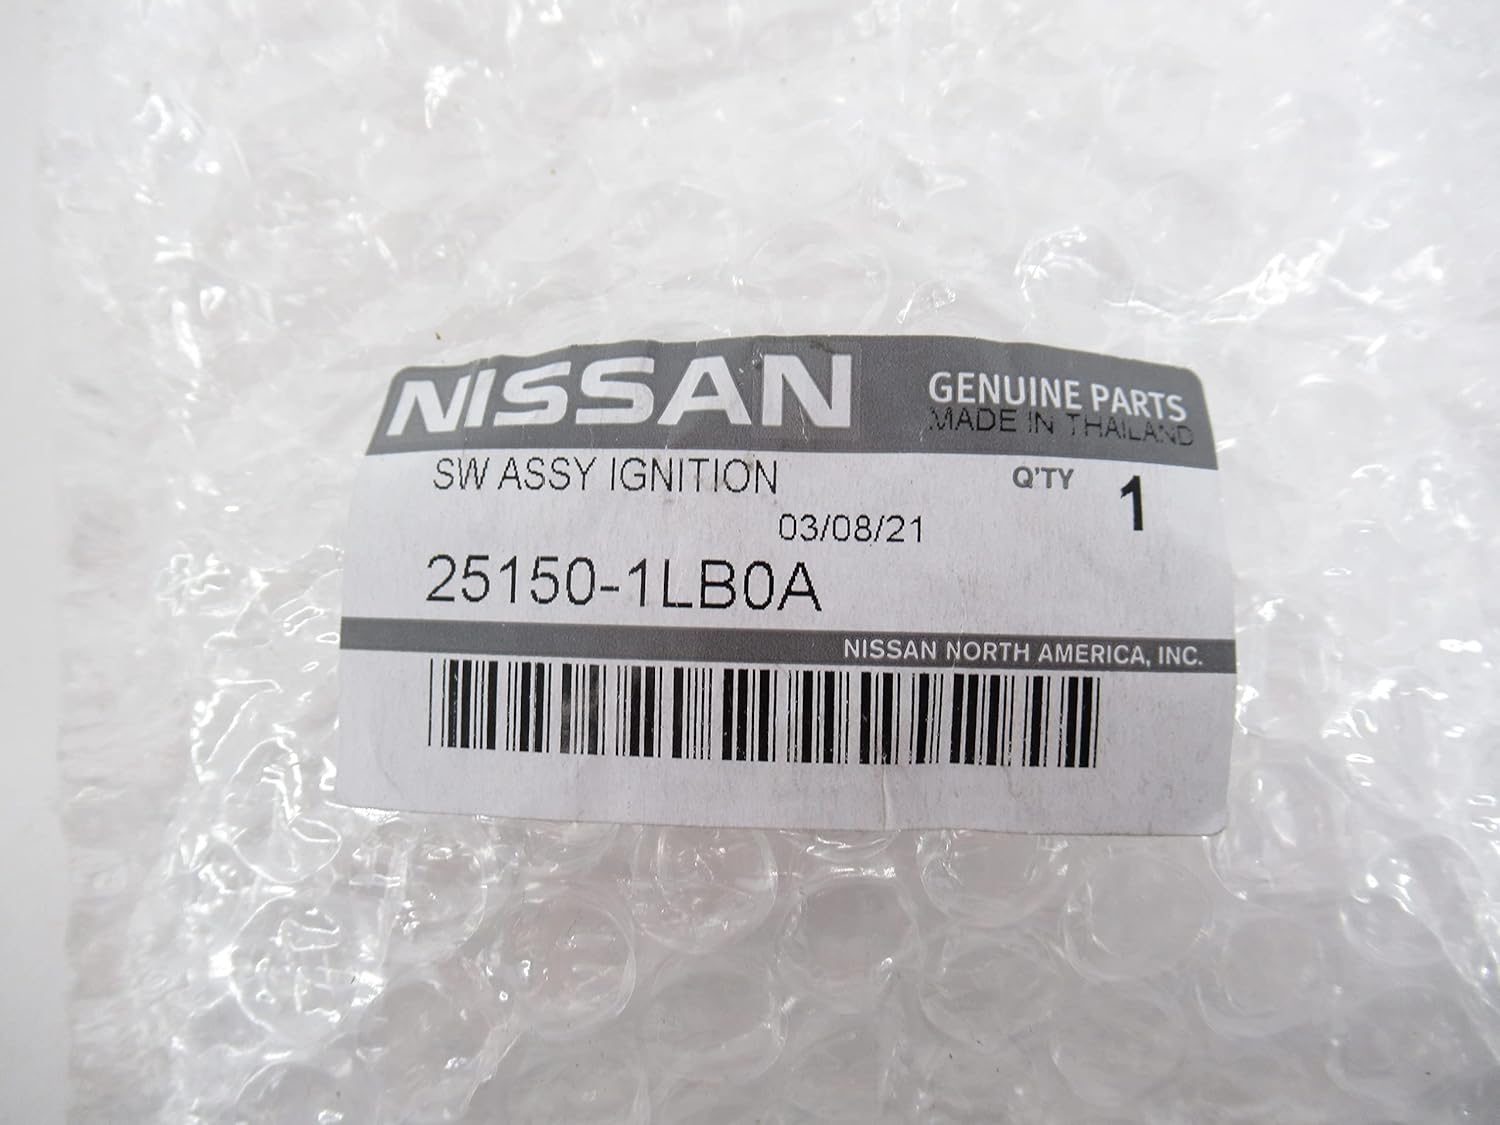 NISSAN
GENUINE PARTS
MADE IN THAILAND
SW ASSY IGNITION
Q'TY 1
03/08/21
25150-1LB0A
NISSAN NORTH AMERICA, INC.